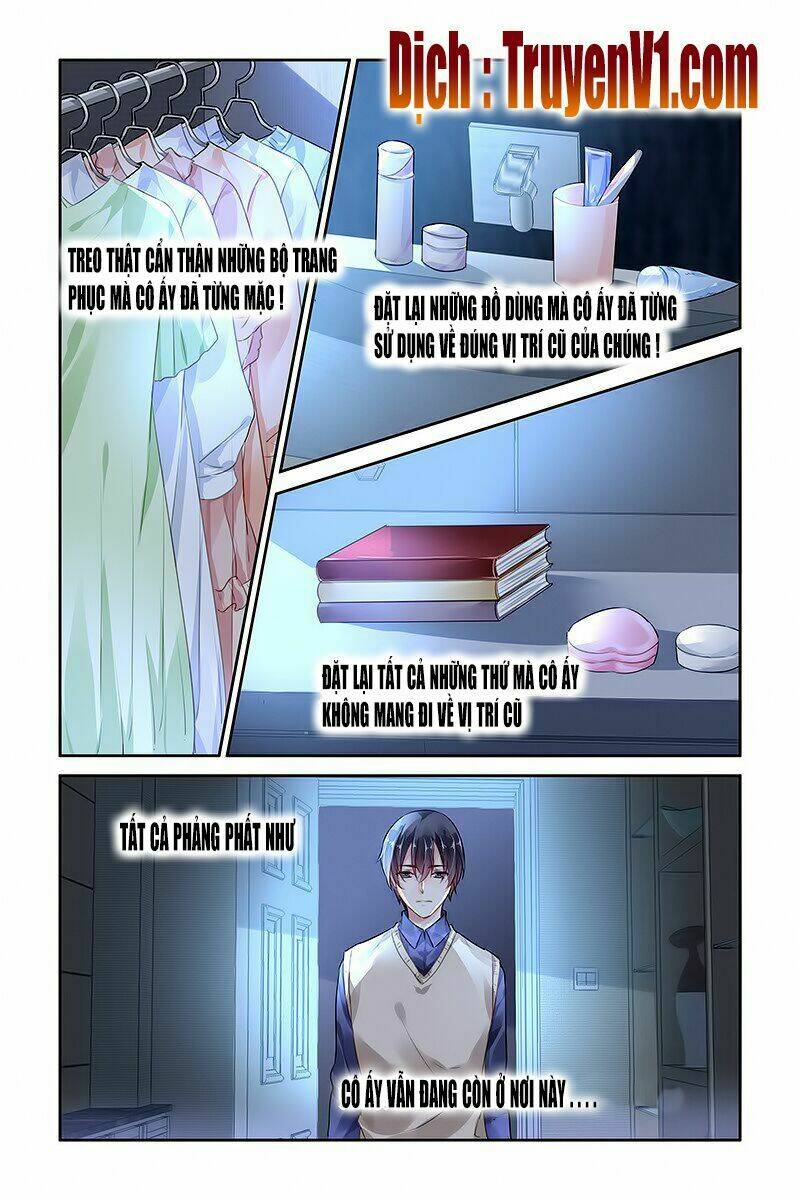 Dịch : TruyenV1.com
TREO THẬT CẨN THẬN NHỮNG BỘ TRANG
PHỤC MÀ CÔ ẤY ĐÃ TỪNG MẶC !
ĐẶT LẠI NHỮNG ĐỒ DÙNG MÀ CÔ ẤY ĐÃ TỪNG
SỬ DỤNG VỀ ĐÚNG VỊ TRÍ CŨ CỦA CHÚNG !
ĐẶT LẠI TẤT CẢ NHỮNG THỨ MÀ CÔ ẤY
KHÔNG MANG ĐI VỀ VỊ TRÍ CŨ
TẤT CẢ PHẢNG PHẤT NHƯ
CÔ ẤY VẪN ĐANG CÒN Ở NƠI NÀY ....